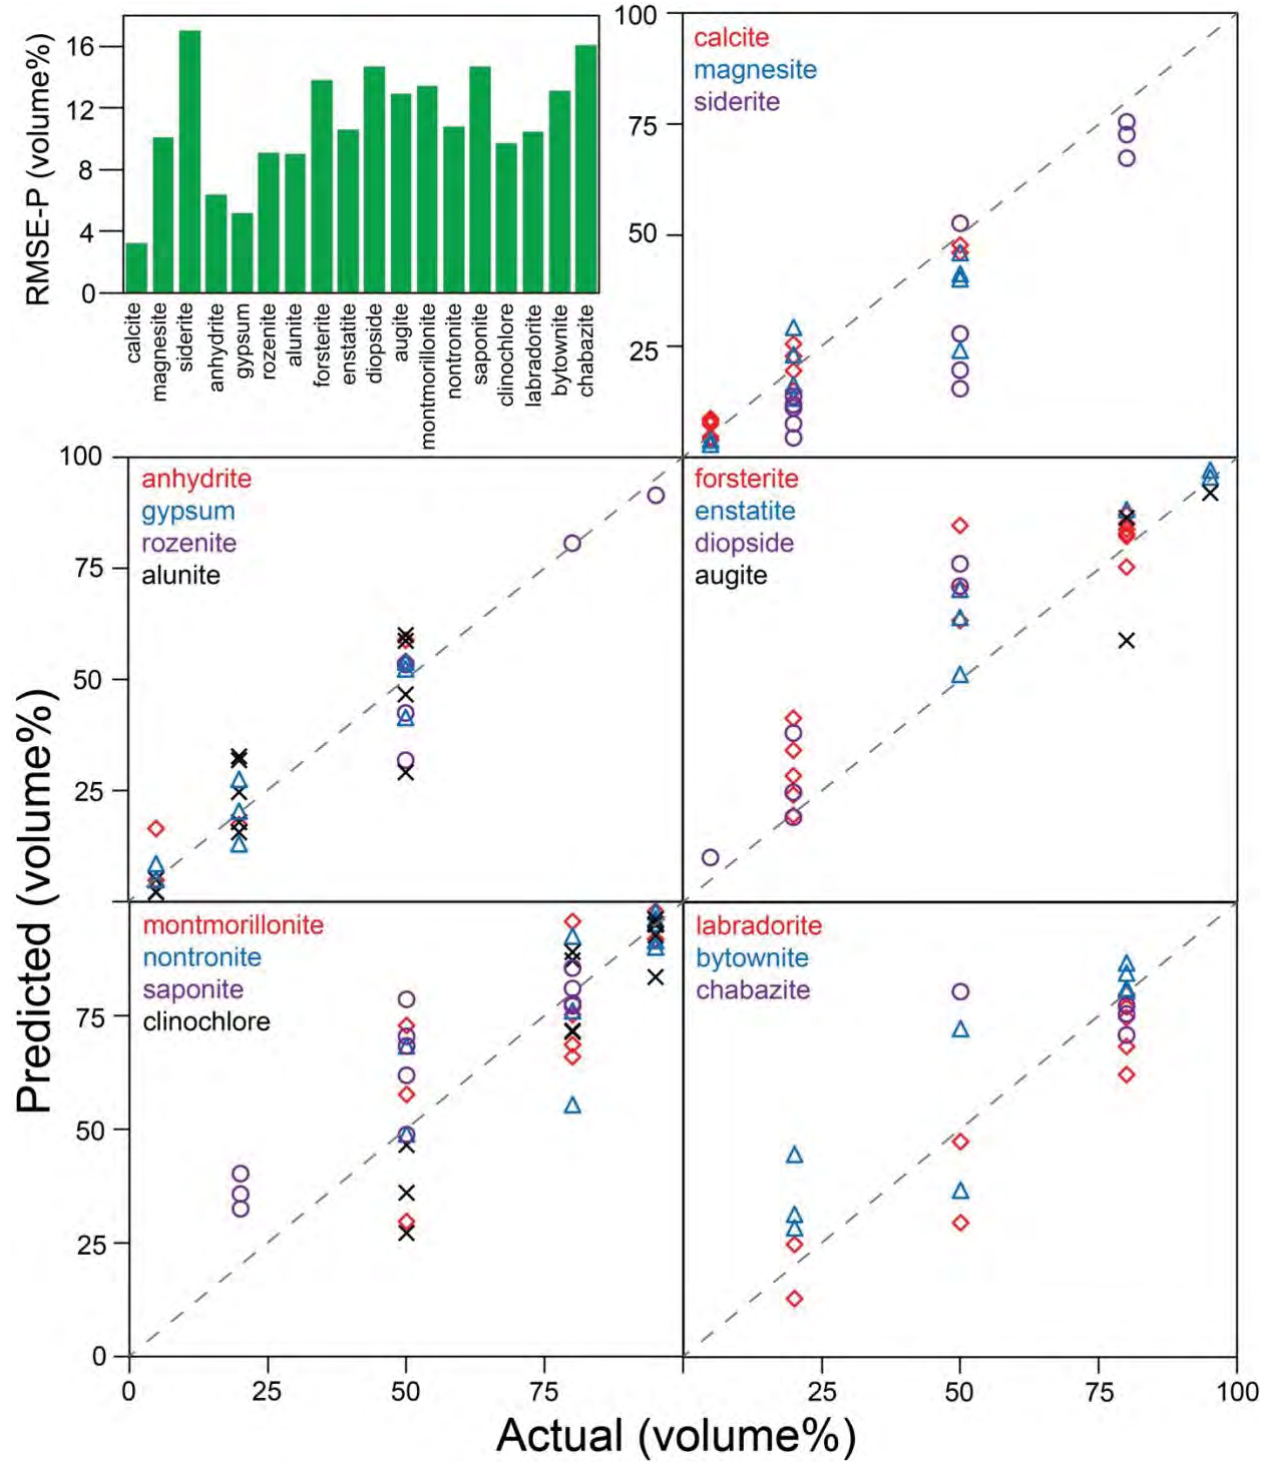 RMSE-P (volume%)
16
12
8
4
0
calcite
magnesite
siderite
anhydrite
gypsum
rozenite
alunite
forsterite
enstatite
diopside
augite
montmorillonite
nontronite
saponite
clinochlore
labradorite
bytownite
chabazite
100
75
50
25
calcite
magnesite
siderite
100
75
50
25
anhydrite
gypsum
rozenite
alunite
forsterite
enstatite
diopside
augite
Predicted (volume%)
75
50
25
0
montmorillonite
nontronite
saponite
clinochlore
labradorite
bytownite
chabazite
0 25 50 75 25 50 75 100
Actual (volume%)